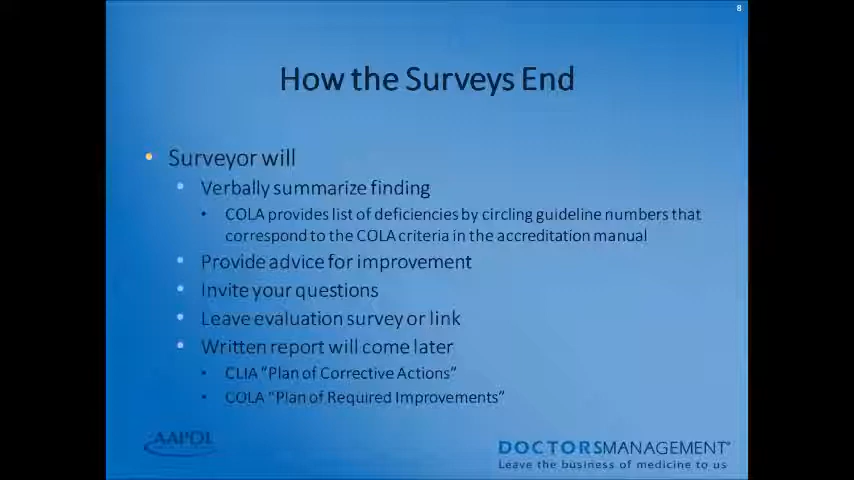 8
How the Surveys End
• Surveyor will
• Verbally summarize finding
• COLA provides list of deficiencies by circling guideline numbers that
correspond to the COLA criteria in the accreditation manual
• Provide advice for improvement
• Invite your questions
• Leave evaluation survey or link
• Written report will come later
• CLIA “Plan of Corrective Actions”
• COLA “Plan of Required Improvements”
AAPOL
DOCTORSMANAGEMENT®
Leave the business of medicine to us